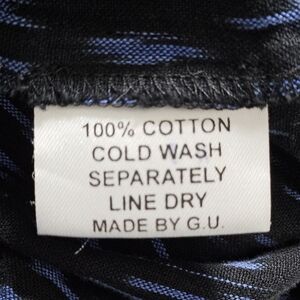 100% COTTON
COLD WASH
SEPARATELY
LINE DRY
MADE BY G.U.